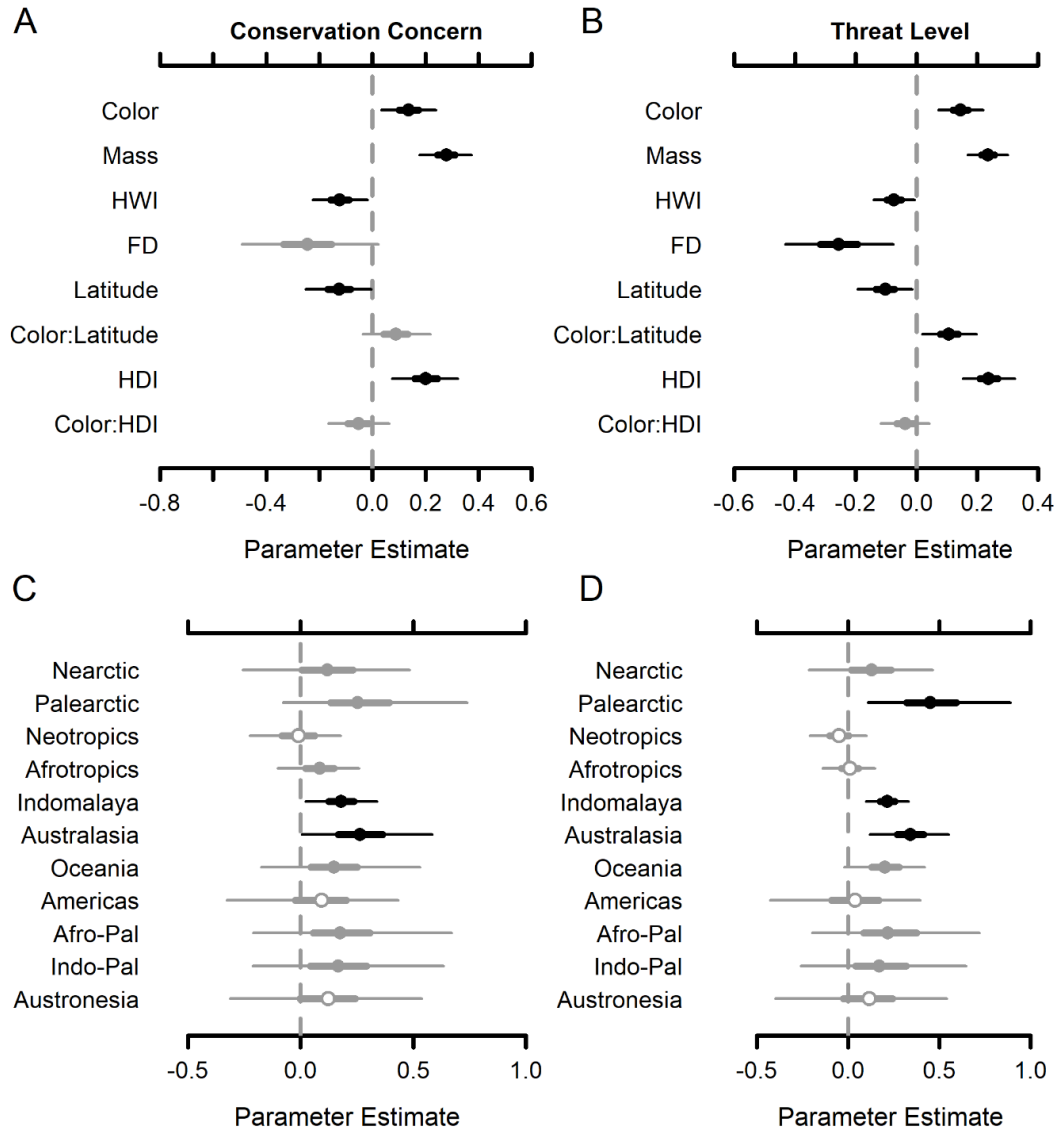 A
Conservation Concern
Color
Mass
HWI
FD
Latitude
Color:Latitude
HDI
Color:HDI
-0.8 -0.4 0.0 0.2 0.4 0.6
Parameter Estimate
B
Threat Level
Color
Mass
HWI
FD
Latitude
Color:Latitude
HDI
Color:HDI
-0.6 -0.4 -0.2 0.0 0.2 0.4
Parameter Estimate
C
Nearctic
Palearctic
Neotropics
Afrotropics
Indomalaya
Australasia
Oceania
Americas
Afro-Pal
Indo-Pal
Austronesia
-0.5 0.0 0.5 1.0
Parameter Estimate
D
Nearctic
Palearctic
Neotropics
Afrotropics
Indomalaya
Australasia
Oceania
Americas
Afro-Pal
Indo-Pal
Austronesia
-0.5 0.0 0.5 1.0
Parameter Estimate